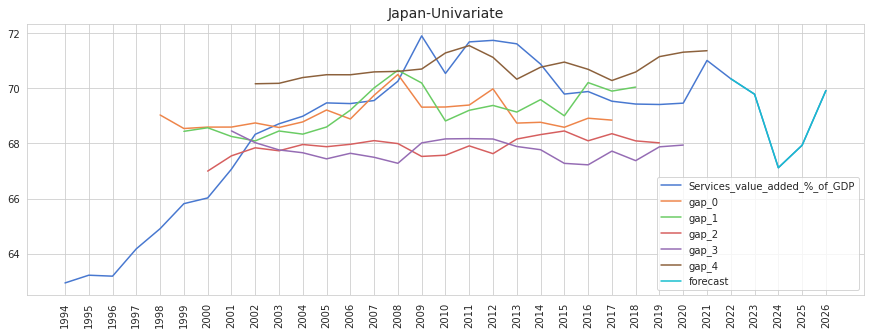 Japan-Univariate
72
70
68
66
64
Services_value_added_%_of_GDP
gap_0
gap_1
gap_2
gap_3
gap_4
forecast
1994 1995 1996 1997 1998 1999 2000 2001 2002 2003 2004 2005 2006 2007 2008 2009 2010 2011 2012 2013 2014 2015 2016 2017 2018 2019 2020 2021 2022 2023 2024 2025 2026